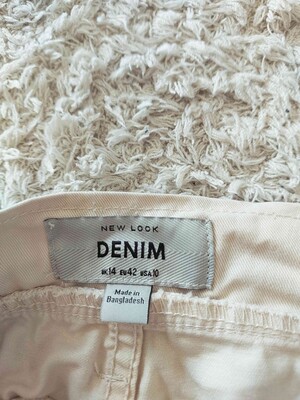 NEW LOOK
DENIM
UK14 EU42 USA10
Made in
Bangladesh